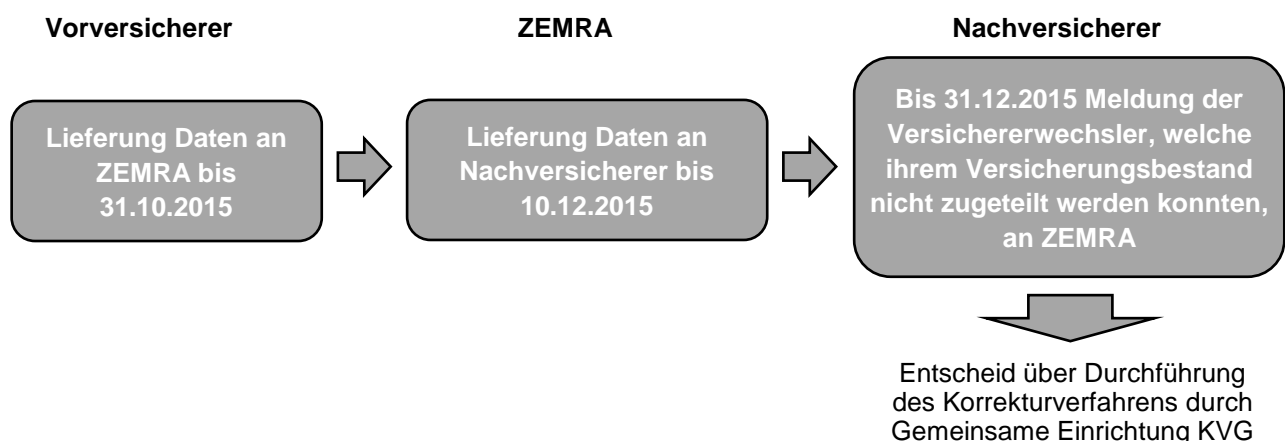 Vorversicherer
ZEMRA
Nachversicherer
Lieferung Daten an
ZEMRA bis
31.10.2015
Lieferung Daten an
Nachversicherer bis
10.12.2015
Bis 31.12.2015 Meldung der
Versichererwechsler, welche
ihrem Versicherungsbestand
nicht zugeteilt werden konnten,
an ZEMRA
Entscheid über Durchführung
des Korrekturverfahrens durch
Gemeinsame Einrichtung KVG